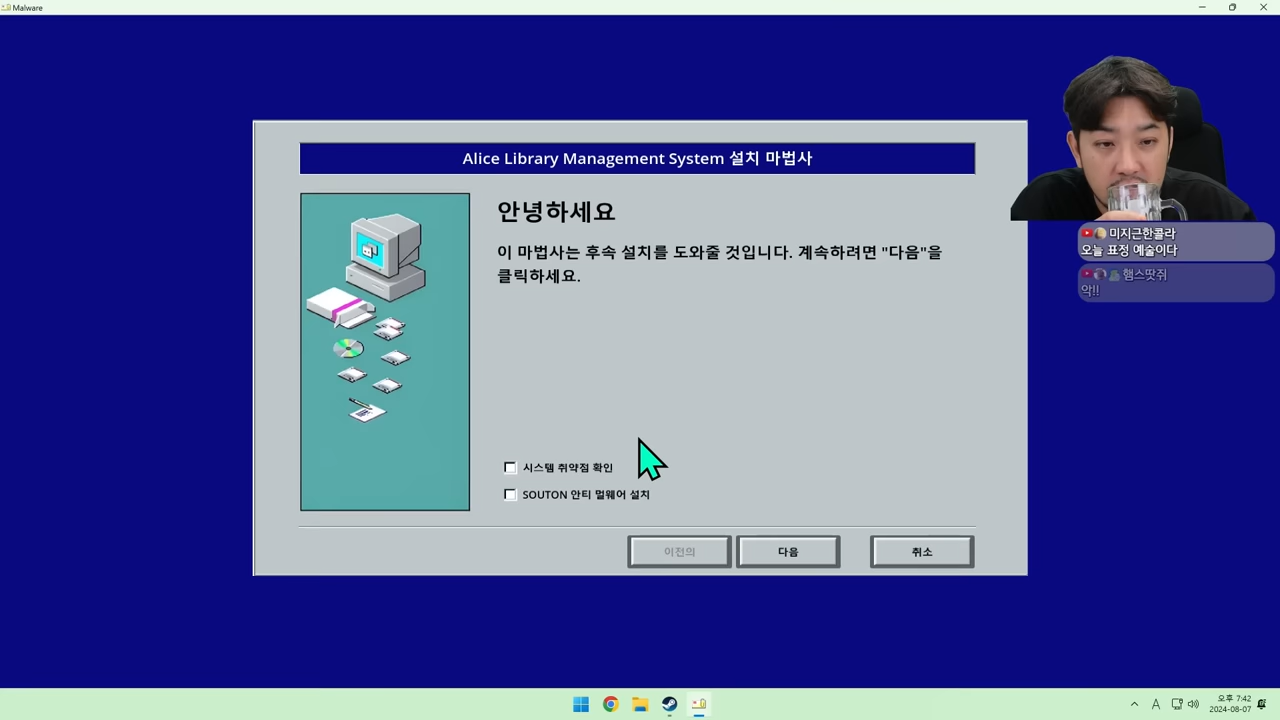 Malware
Alice Library Management System 설치 마법사
안녕하세요
이 마법사는 후속 설치를 도와줄 것입니다. 계속하려면 "다음"을
클릭하세요.
미지근한콜라
오늘 표정 예술이다
햄스땃쥐
악!!
시스템 취약점 확인
SOUTON 안티 멀웨어 설치
이전의
다음
취소
A
오후 7:42
2024-08-07